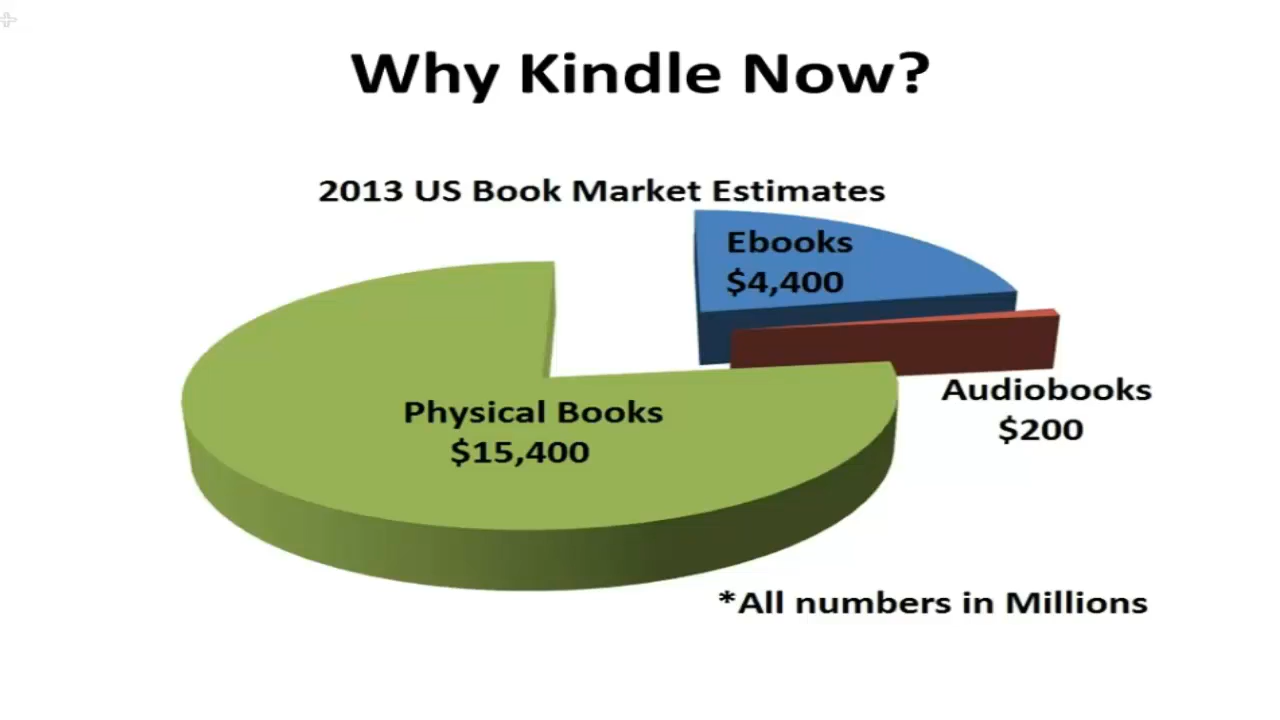 Why Kindle Now?
2013 US Book Market Estimates
Ebooks
$4,400
Physical Books
$15,400
Audiobooks
$200
*All numbers in Millions